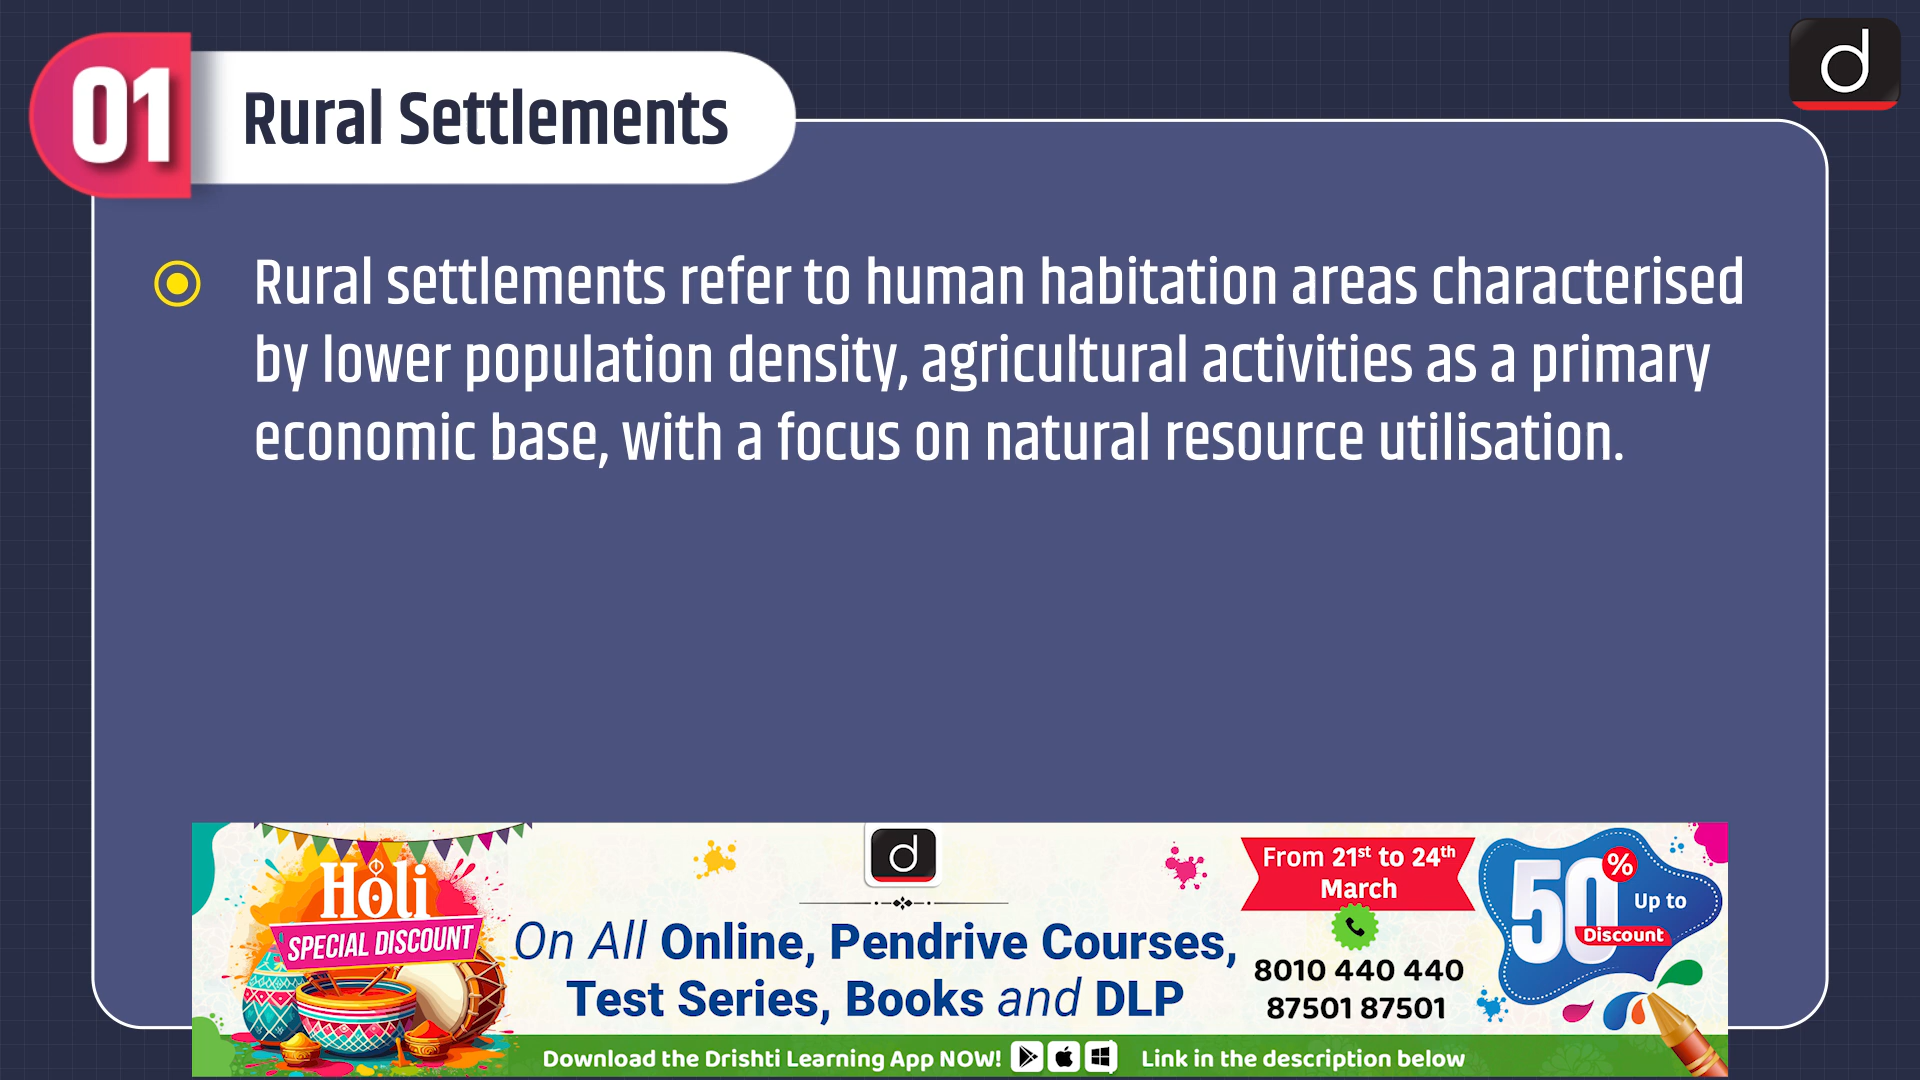 01
Rural Settlements
d
Rural settlements refer to human habitation areas characterised
by lower population density, agricultural activities as a primary
economic base, with a focus on natural resource utilisation.
Holi
SPECIAL DISCOUNT
d
On All Online, Pendrive Courses,
Test Series, Books and DLP
From 21st to 24th
March
8010 440 440
87501 87501
50%
Up to
Discount
Download the Drishti Learning App NOW!
Link in the description below